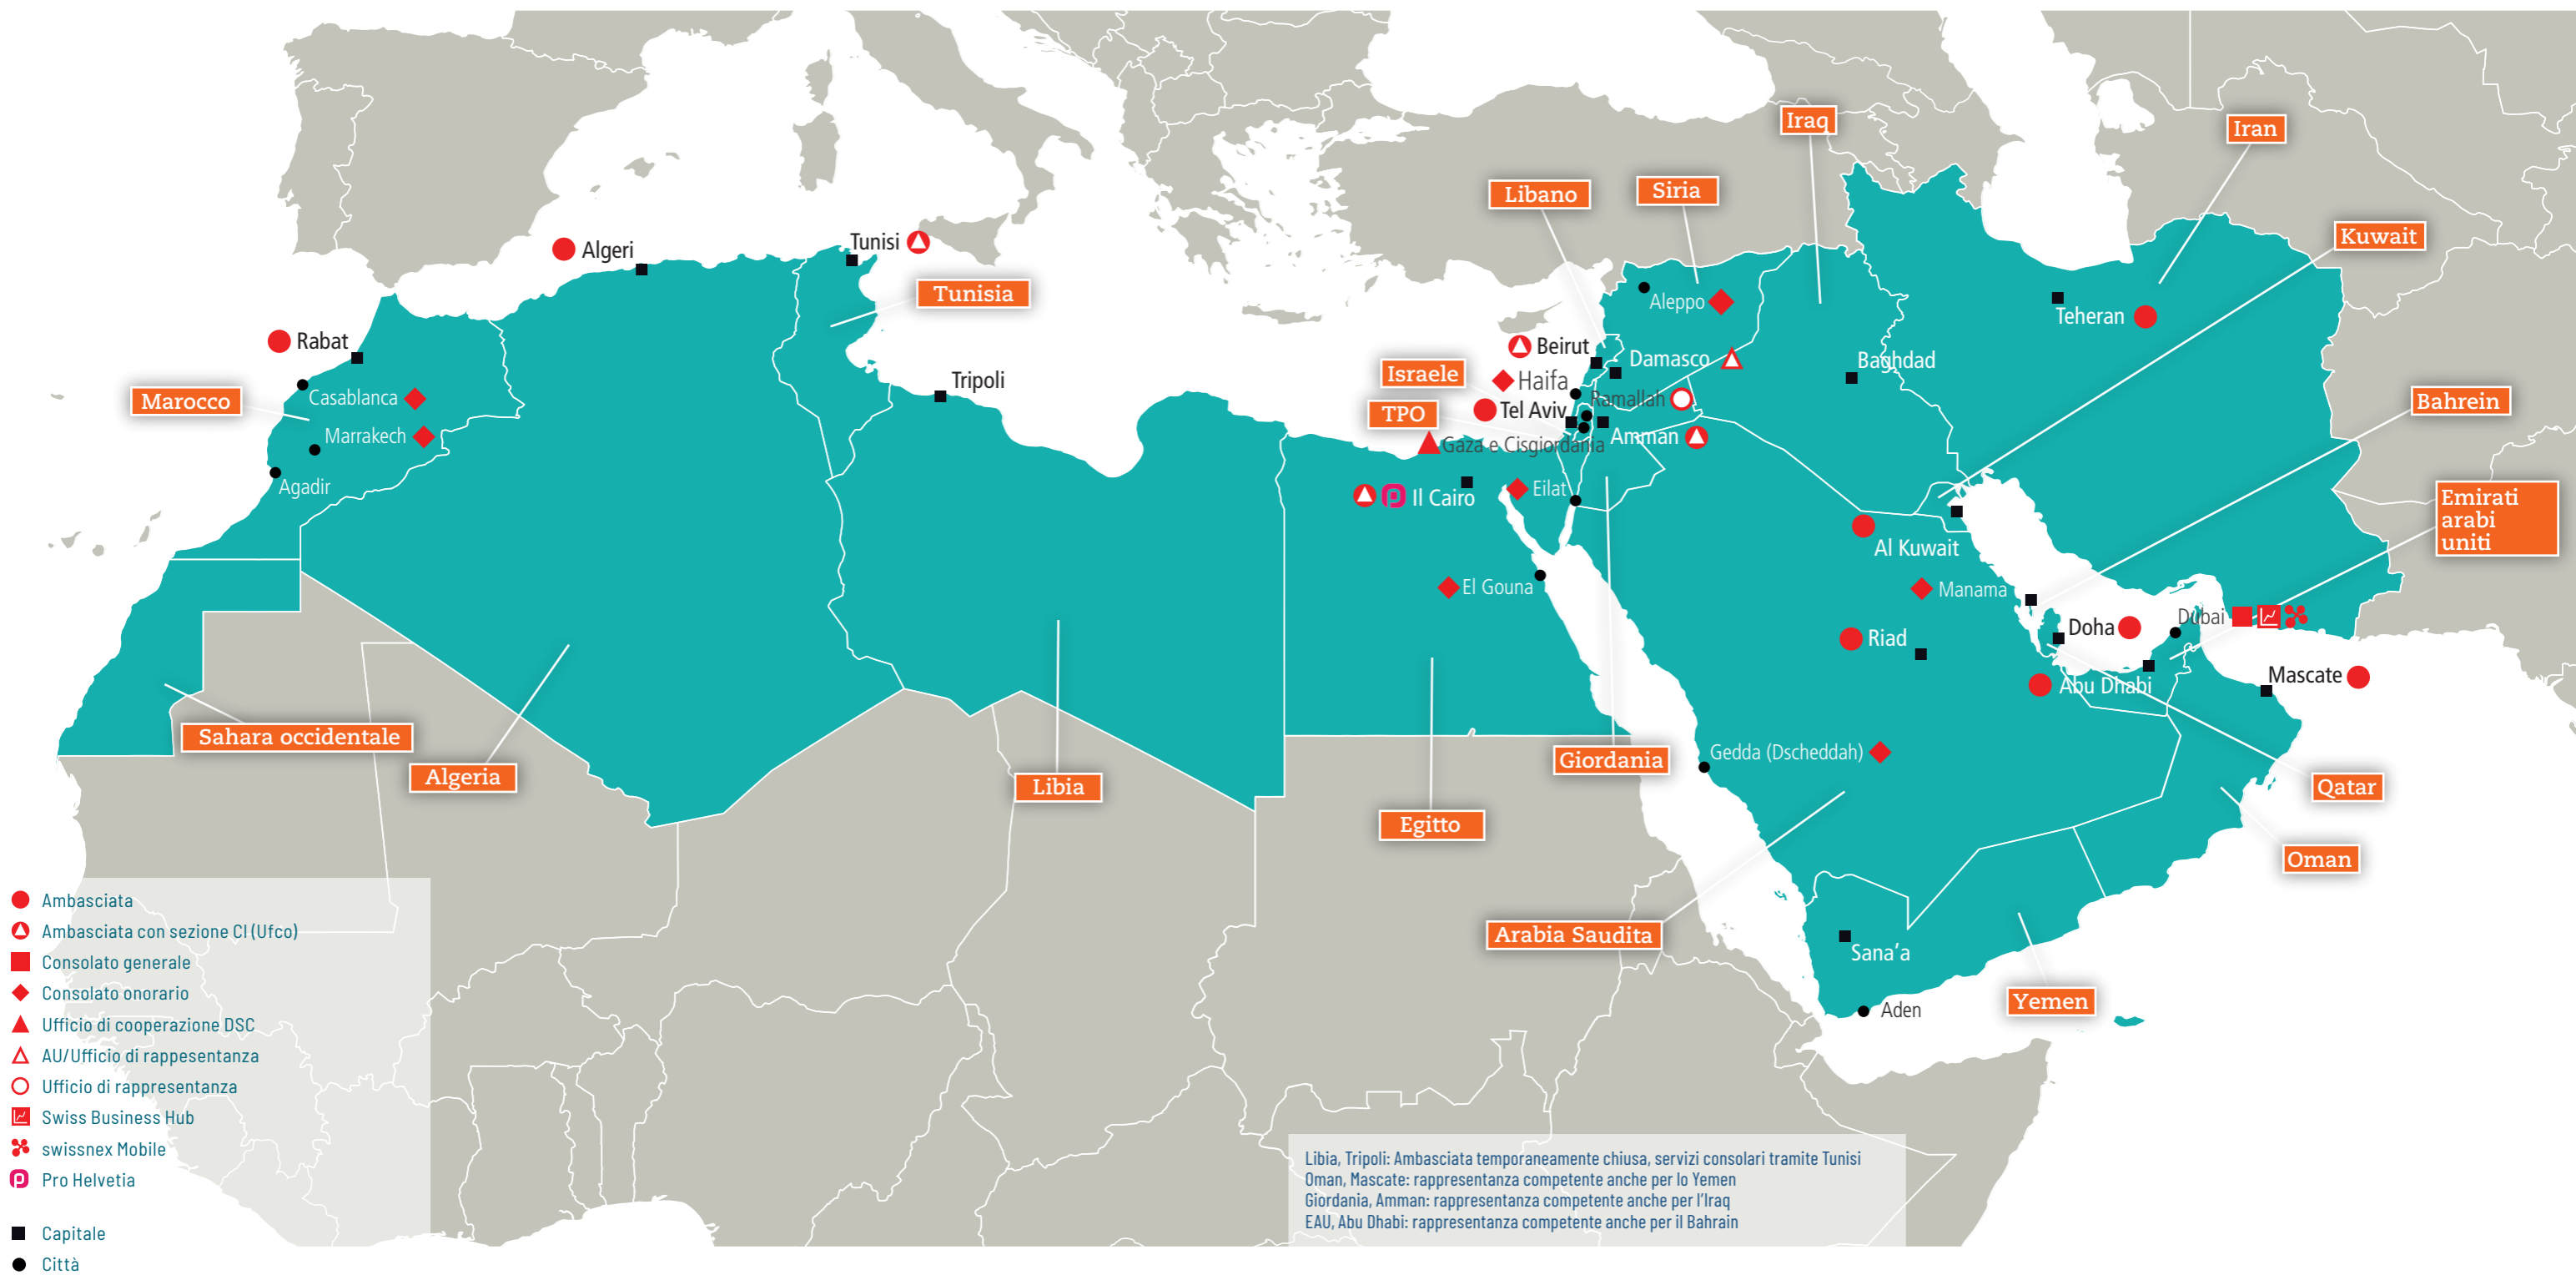 Iraq
Iran
Libano
Siria
Kuwait
Algeri
Tunisi
Tunisia
Teheran
Rabat
Aleppo
Beirut
Damasco
Baghdad
Israele
Haifa
Tripoli
Marocco
Casablanca
Ramallah
Bahrein
TPO
Tel Aviv
Marrakech
Amman
Gaza e Cisgiordania
Agadir
Il Cairo
Eilat
Emirati
arabi
uniti
Al Kuwait
El Gouna
Manama
Dubai
Doha
Riad
Mascate
Abu Dhabi
Sahara occidentale
Gedda (Dscheddah)
Giordania
Algeria
Libia
Qatar
Egitto
Oman
Arabia Saudita
Sana'a
Yemen
Aden
Ambasciata
Ambasciata con sezione CI (Ufco)
Consolato generale
Consolato onorario
Ufficio di cooperazione DSC
AU/Ufficio di rappesentanza
Ufficio di rappresentanza
Swiss Business Hub
swissnex Mobile
Pro Helvetia
Capitale
Città
Libia, Tripoli: Ambasciata temporaneamente chiusa, servizi consolari tramite Tunisi
Oman, Mascate: rappresentanza competente anche per lo Yemen
Giordania, Amman: rappresentanza competente anche per l'Iraq
EAU, Abu Dhabi: rappresentanza competente anche per il Bahrain